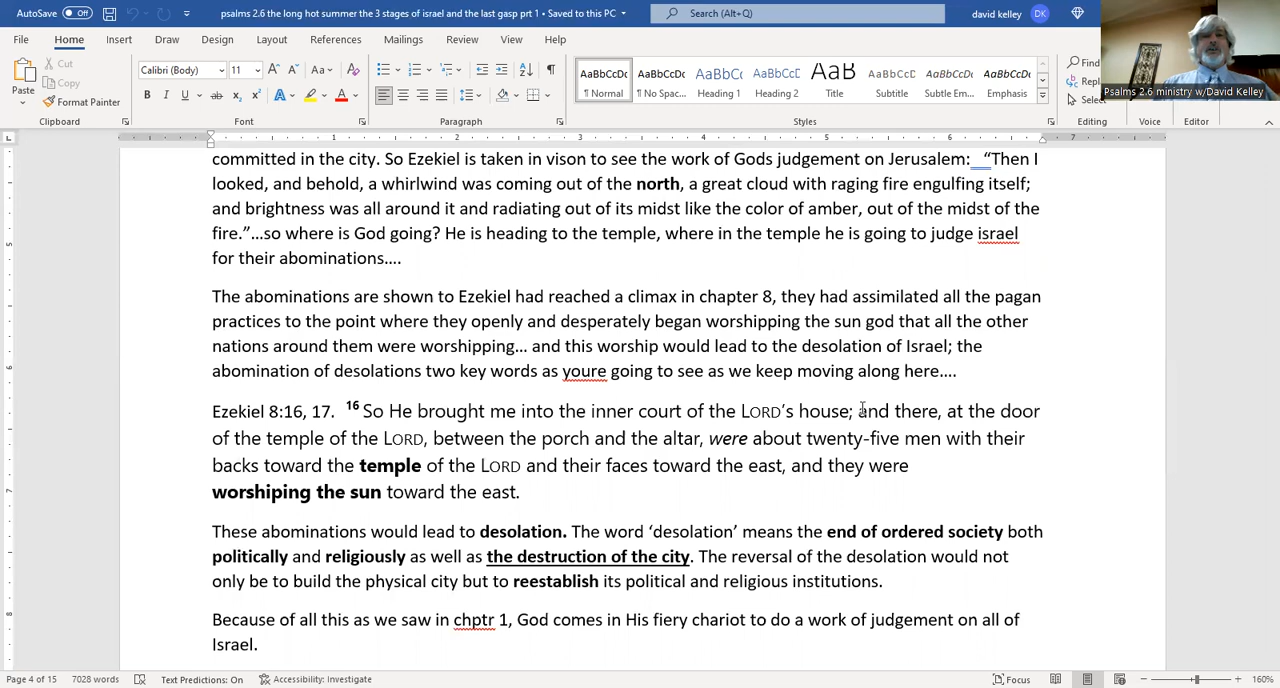 AutoSave Off psalms 2.6 the long hot summer the 3 stages of israel and the last gasp prt 1 • Saved to this PC Search (Alt+Q) david kelley DK
File Home Insert Draw Design Layout References Mailings Review View Help
Paste Cut Copy Format Painter
Calibri (Body) 11 Aa
B I U ab x₂ x² A A
AaBbCcDc AaBbCcDc AaBbCc AaBbCcD AaB AaBbCcD AaBbCcDc AaBbCcDc
¶ Normal ¶ No Spac... Heading 1 Heading 2 Title Subtitle Subtle Em... Emphasis
Find
Repl
Select
Psalms 2.6 ministry w/David Kelley
Clipboard Font Paragraph Styles Editing Voice Editor
1 2 3 4 5 6 7
committed in the city. So Ezekiel is taken in vison to see the work of Gods judgement on Jerusalem: “Then I
looked, and behold, a whirlwind was coming out of the north, a great cloud with raging fire engulfing itself;
and brightness was all around it and radiating out of its midst like the color of amber, out of the midst of the
fire.”…so where is God going? He is heading to the temple, where in the temple he is going to judge israel
for their abominations….
The abominations are shown to Ezekiel had reached a climax in chapter 8, they had assimilated all the pagan
practices to the point where they openly and desperately began worshipping the sun god that all the other
nations around them were worshipping… and this worship would lead to the desolation of Israel; the
abomination of desolations two key words as youre going to see as we keep moving along here….
Ezekiel 8:16, 17. 16 So He brought me into the inner court of the LORD’s house; and there, at the door
of the temple of the LORD, between the porch and the altar, were about twenty-five men with their
backs toward the temple of the LORD and their faces toward the east, and they were
worshiping the sun toward the east.
These abominations would lead to desolation. The word ‘desolation’ means the end of ordered society both
politically and religiously as well as the destruction of the city. The reversal of the desolation would not
only be to build the physical city but to reestablish its political and religious institutions.
Because of all this as we saw in chptr 1, God comes in His fiery chariot to do a work of judgement on all of
Israel.
Page 4 of 15 7028 words Text Predictions: On Accessibility: Investigate Focus 160%